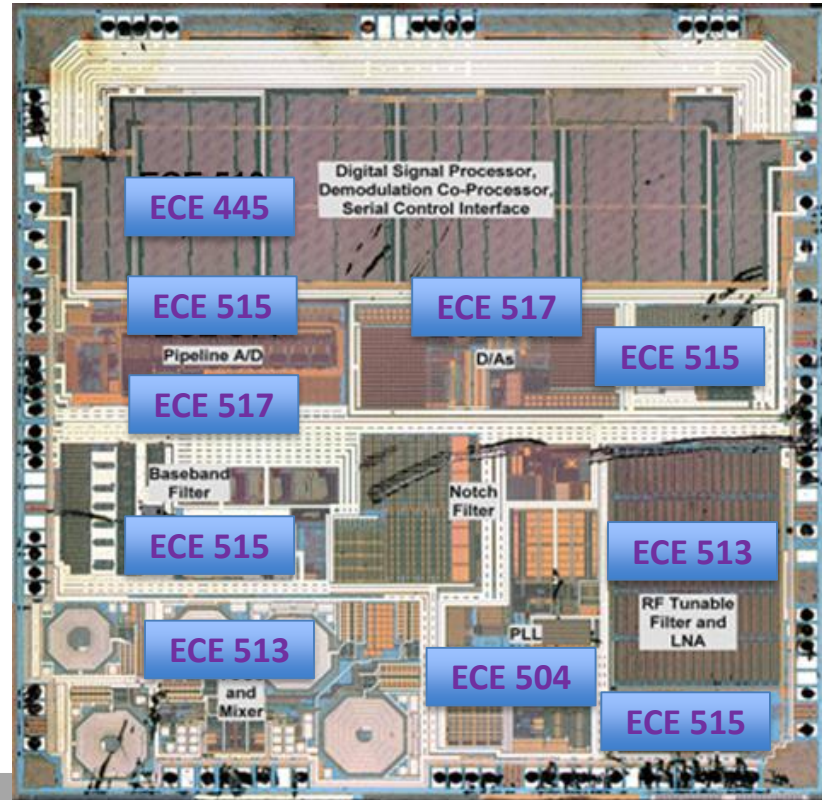 Digital Signal Processor,
Demodulation Co-Processor,
Serial Control Interface
ECE 445
ECE 515
ECE 517
ECE 515
Pipeline A/D
D/As
ECE 517
Baseband
Filter
Notch
Filter
ECE 515
ECE 513
RF Tunable
Filter and
LNA
PLL
ECE 513
and
Mixer
ECE 504
ECE 515